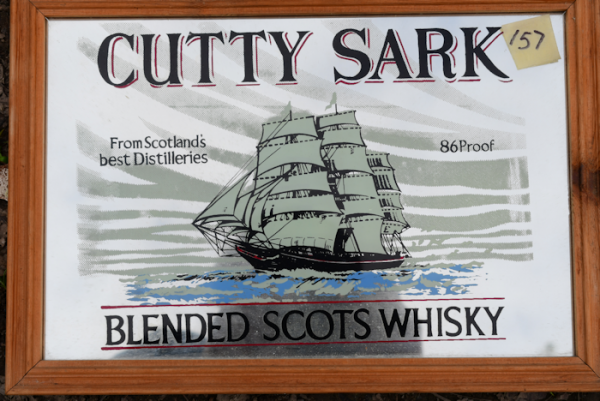 CUTTY SARK
157
From Scotland's
best Distilleries
86 Proof
BLENDED SCOTS WHISKY